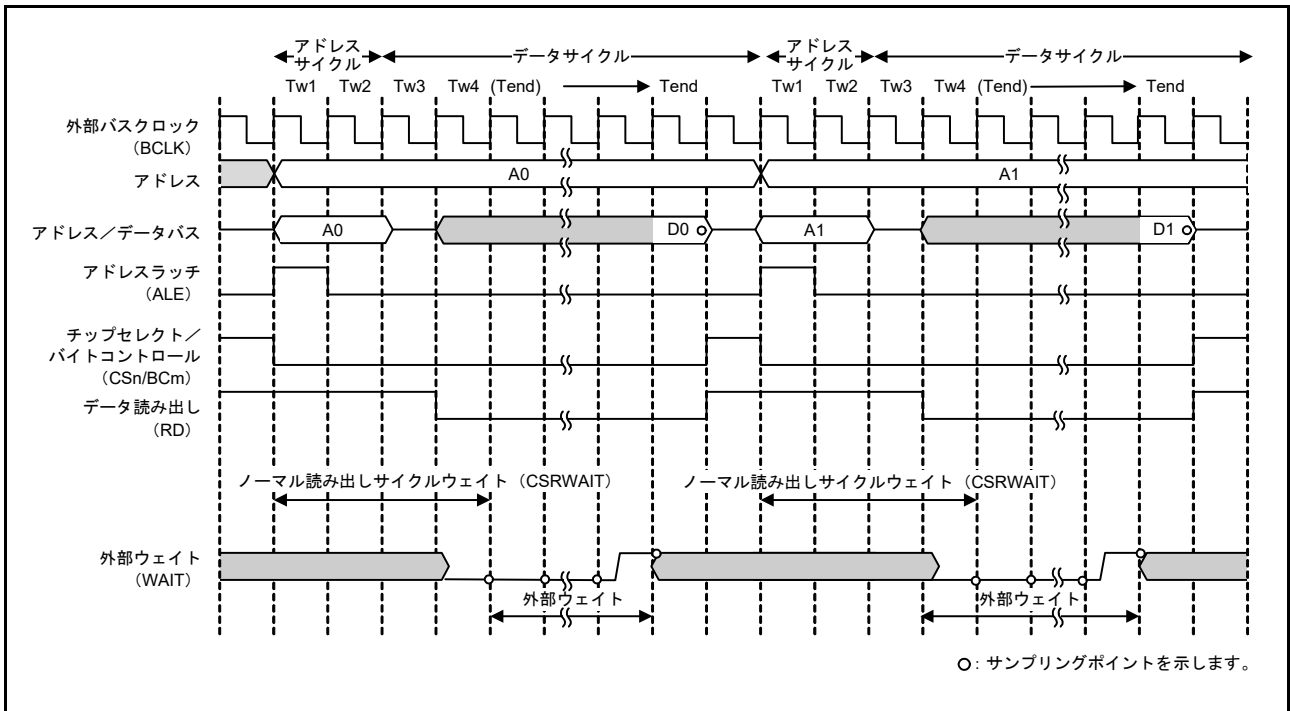 アドレス
サイクル
データサイクル
アドレス
サイクル
データサイクル
Tw1 Tw2 Tw3 Tw4 (Tend) Tend Tw1 Tw2 Tw3 Tw4 (Tend) Tend
外部バスクロック
（BCLK）
アドレス
A0 A1
アドレス／データバス
A0 D0 A1 D1
アドレスラッチ
（ALE）
チップセレクト／
バイトコントロール
（CSn/BCm）
データ読み出し
（RD）
ノーマル読み出しサイクルウェイト（CSRWAIT） ノーマル読み出しサイクルウェイト（CSRWAIT）
外部ウェイト
（WAIT）
外部ウェイト 外部ウェイト
：サンプリングポイントを示します。